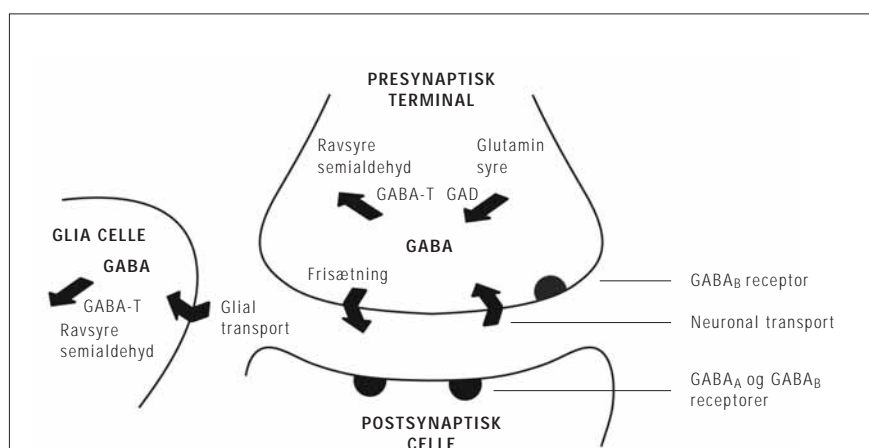 PRESYNAPTISK
TERMINAL
Ravsyre
semialdehyd
Glutamin
syre
GABA-T
GAD
GABA
Frisætning
GLIA CELLE
GABA
GABA-T
Ravsyre
semialdehyd
Glial
transport
GABAB receptor
Neuronal transport
GABAA og GABAB
receptorer
POSTSYNAPTISK
CELLE